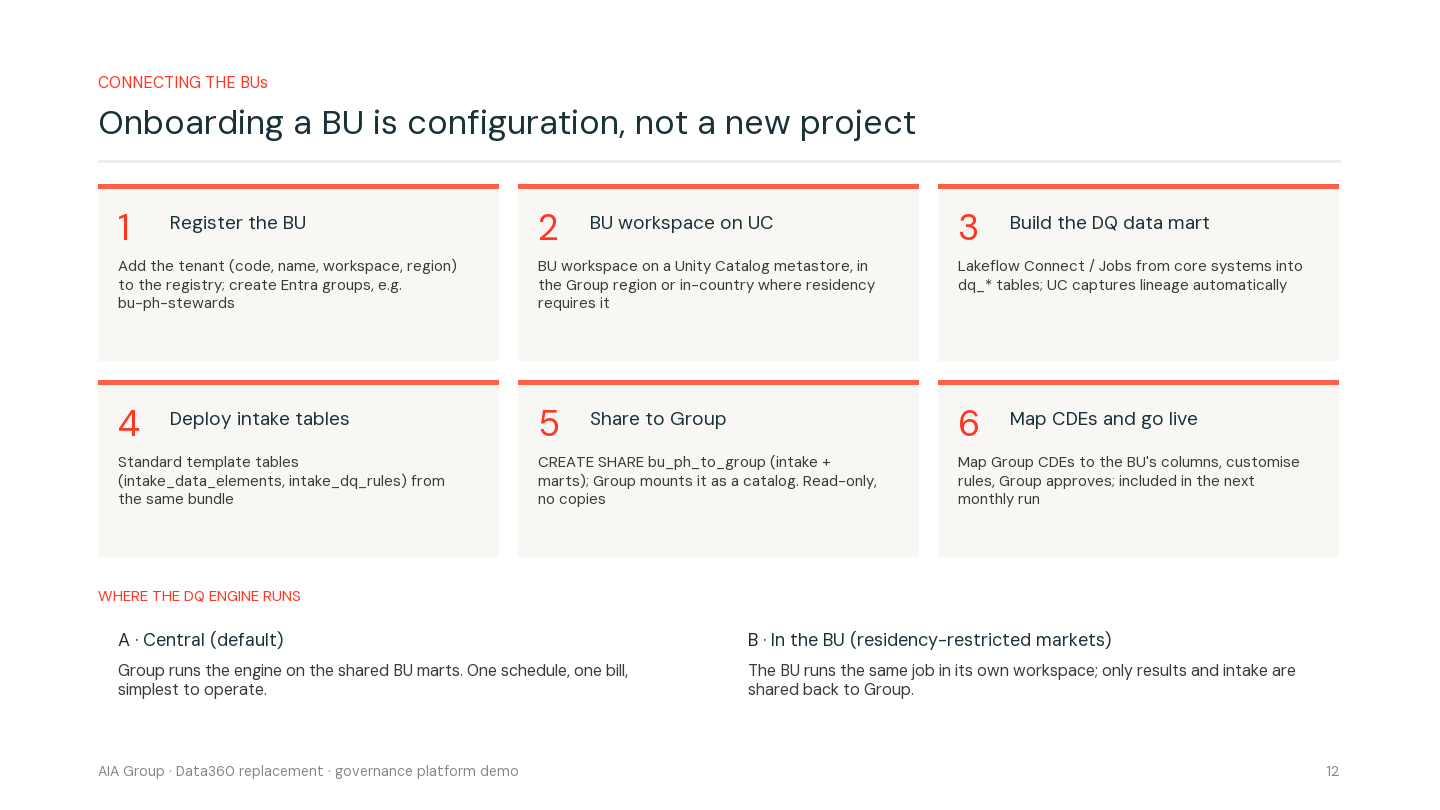 CONNECTING THE BUs
Onboarding a BU is configuration, not a new project
1
Register the BU
Add the tenant (code, name, workspace, region)
to the registry; create Entra groups, e.g.
bu-ph-stewards
2
BU workspace on UC
BU workspace on a Unity Catalog metastore, in
the Group region or in-country where residency
requires it
3
Build the DQ data mart
Lakeflow Connect / Jobs from core systems into
dq_* tables; UC captures lineage automatically
4
Deploy intake tables
Standard template tables
(intake_data_elements, intake_dq_rules) from
the same bundle
5
Share to Group
CREATE SHARE bu_ph_to_group (intake +
marts); Group mounts it as a catalog. Read-only,
no copies
6
Map CDEs and go live
Map Group CDEs to the BU's columns, customise
rules, Group approves; included in the next
monthly run
WHERE THE DQ ENGINE RUNS
A · Central (default)
Group runs the engine on the shared BU marts. One schedule, one bill,
simplest to operate.
B · In the BU (residency-restricted markets)
The BU runs the same job in its own workspace; only results and intake are
shared back to Group.
AIA Group · Data360 replacement · governance platform demo
12